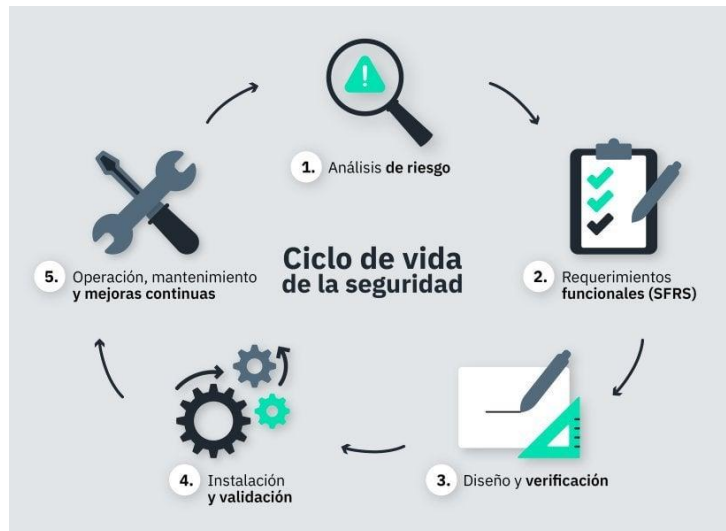 Ciclo de vida
de la seguridad
1. Análisis de riesgo
2. Requerimientos
funcionales (SFRS)
3. Diseño y verificación
4. Instalación
y validación
5. Operación, mantenimiento
y mejoras continuas